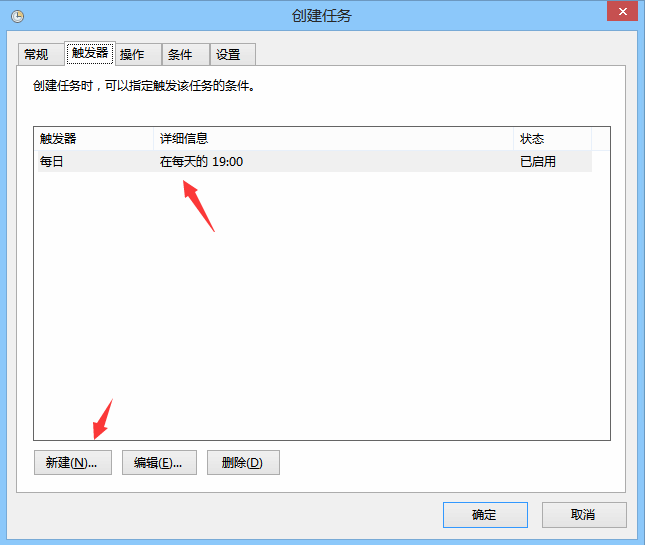 创建任务
常规 触发器 操作 条件 设置
创建任务时，可以指定触发该任务的条件。
触发器 详细信息 状态
每日 在每天的 19:00 已启用
新建(N)... 编辑(E)... 删除(D)
确定 取消